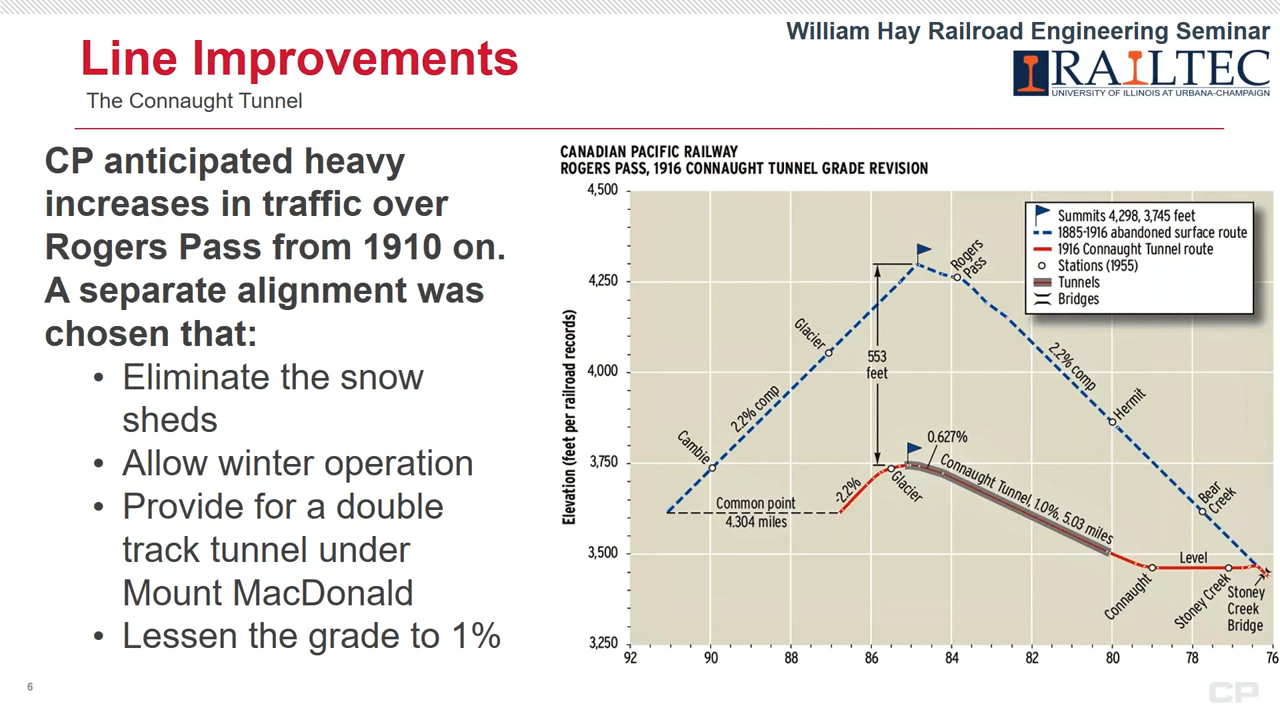 William Hay Railroad Engineering Seminar
Line Improvements
RAILTEC
UNIVERSITY OF ILLINOIS AT URBANA-CHAMPAIGN
The Connaught Tunnel
CP anticipated heavy
increases in traffic over
Rogers Pass from 1910 on.
A separate alignment was
chosen that:
• Eliminate the snow
sheds
• Allow winter operation
• Provide for a double
track tunnel under
Mount MacDonald
• Lessen the grade to 1%
CANADIAN PACIFIC RAILWAY
ROGERS PASS, 1916 CONNAUGHT TUNNEL GRADE REVISION
Elevation (feet per railroad records)
4,500
4,250
4,000
3,750
3,500
3,250
Summits 4,298, 3,745 feet
1885-1916 abandoned surface route
1916 Connaught Tunnel route
Stations (1955)
Tunnels
Bridges
Rogers
Pass
Glacier
553
feet
2.2% comp
2.2% comp
Hermit
Cambie
0.627%
Connaught Tunnel, 1.0%, 5.03 miles
Glacier
-2.2%
Common point
4.304 miles
Bear
Creek
Level
Connaught
Stoney Creek
Stoney
Creek
Bridge
92 90 88 86 84 82 80 78 76
6
CP